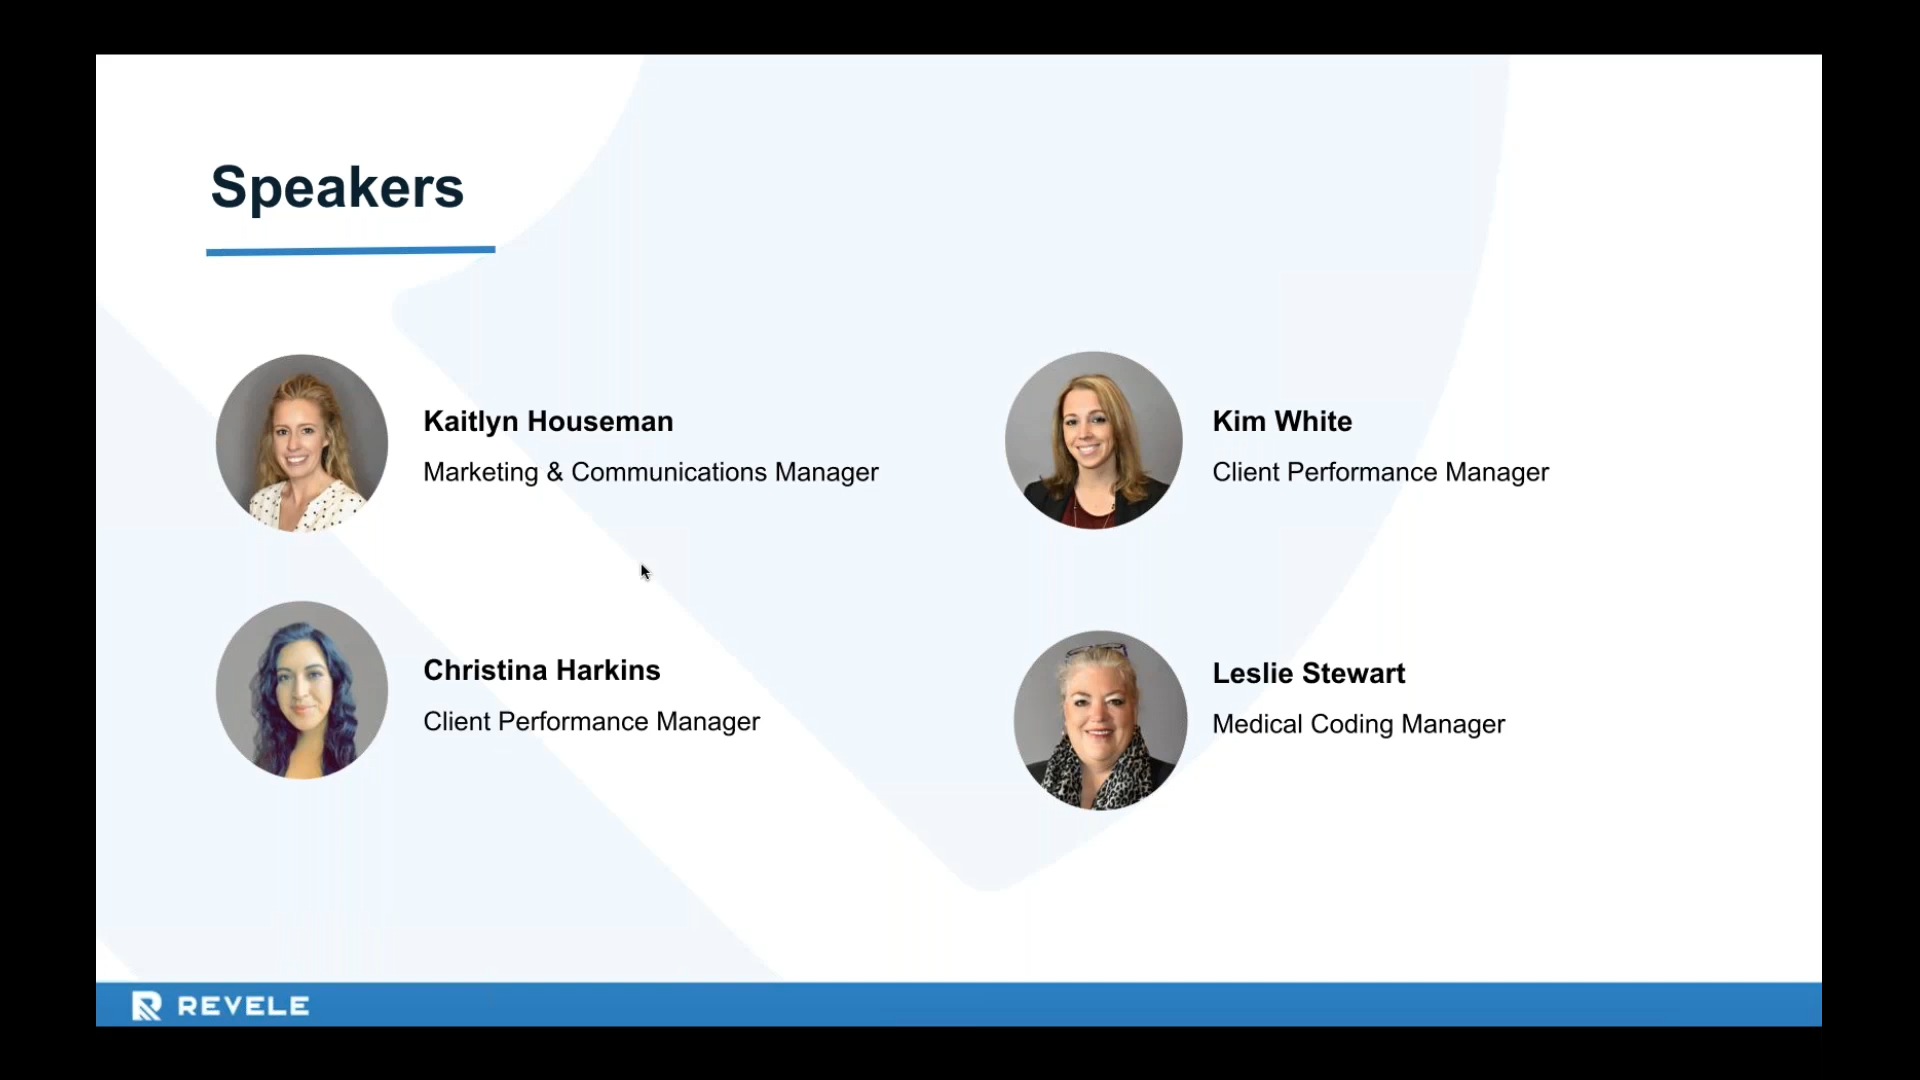 Speakers
Kaitlyn Houseman
Marketing & Communications Manager
Kim White
Client Performance Manager
Christina Harkins
Client Performance Manager
Leslie Stewart
Medical Coding Manager
REVELE